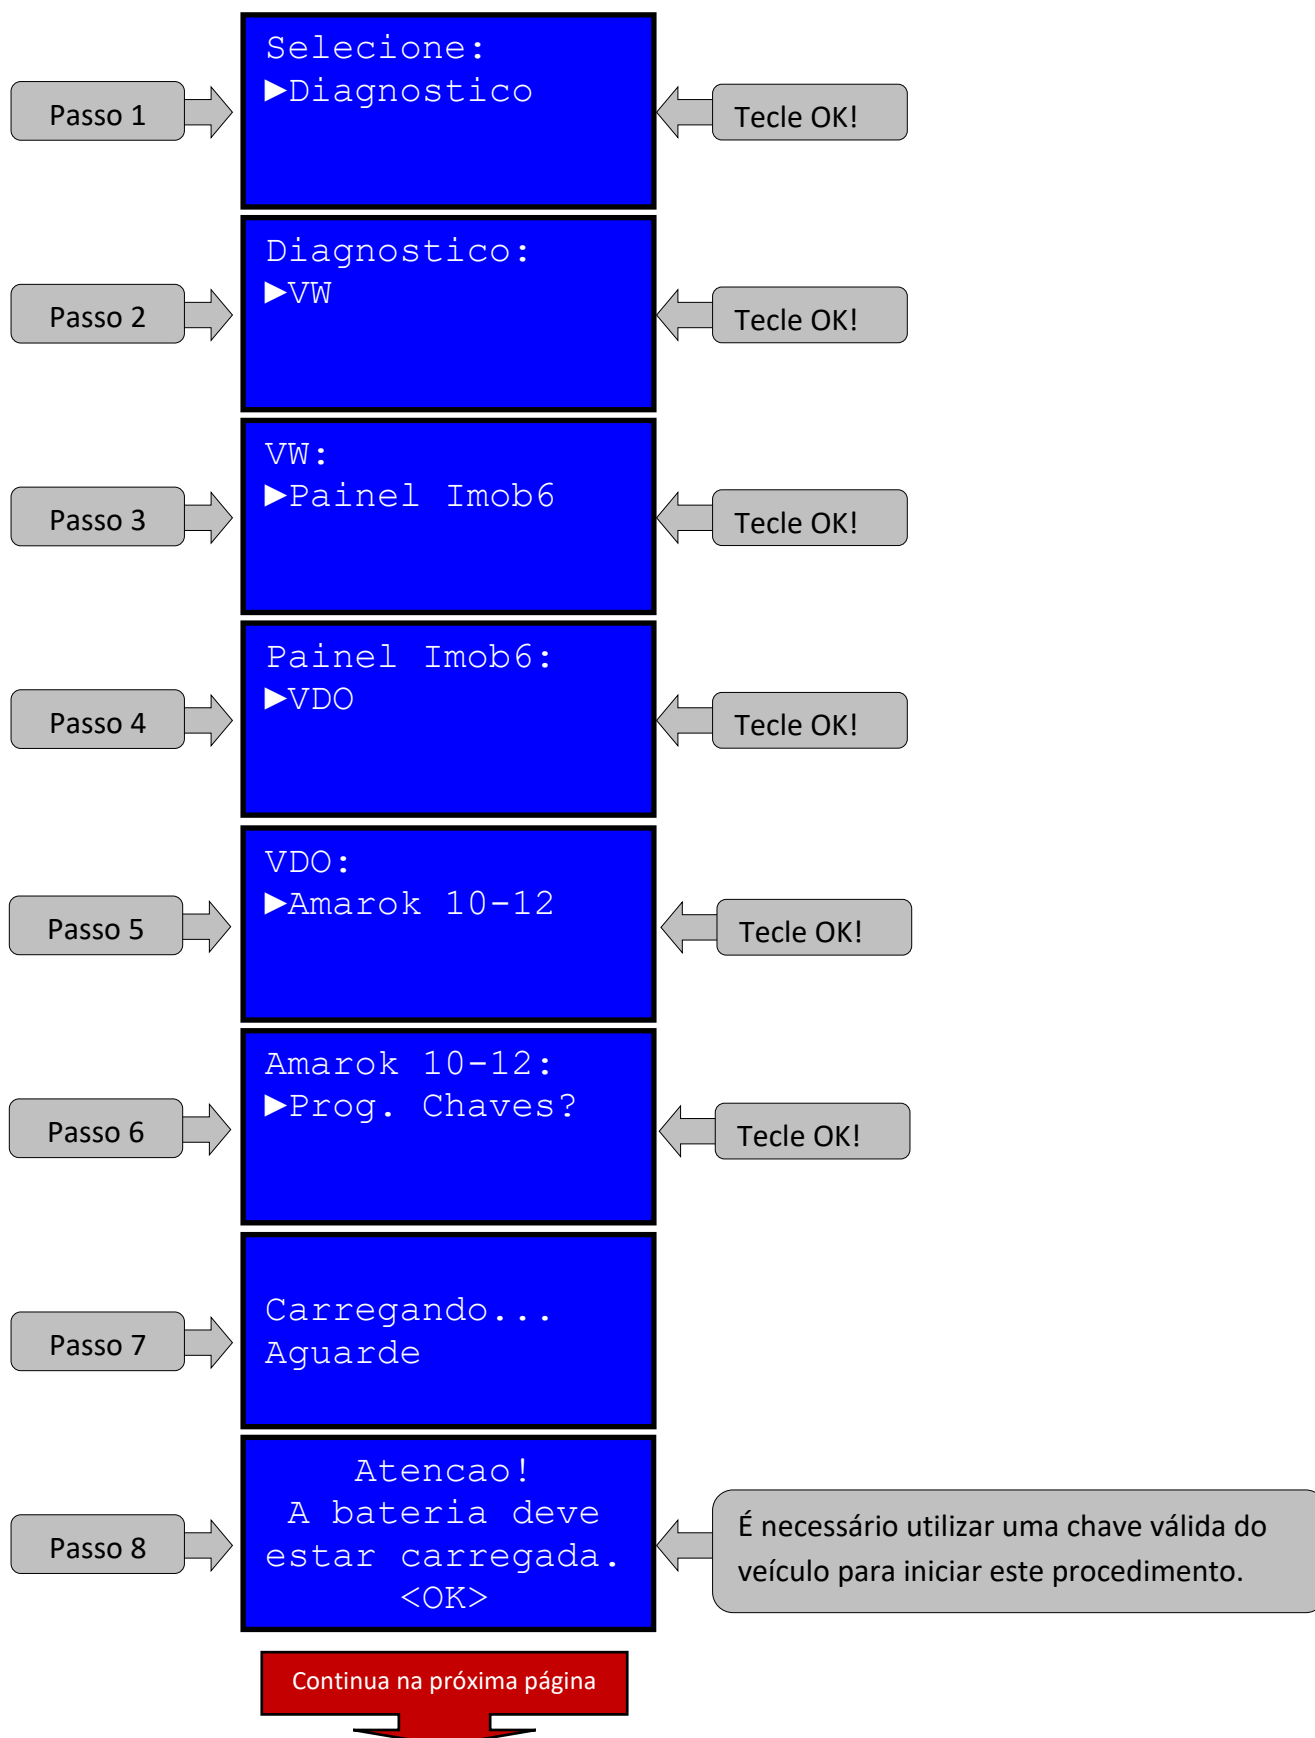 Selecione:
►Diagnostico
Passo 1
Tecle OK!
Diagnostico:
►VW
Passo 2
Tecle OK!
VW:
►Painel Imob6
Passo 3
Tecle OK!
Painel Imob6:
►VDO
Passo 4
Tecle OK!
VDO:
►Amarok 10-12
Passo 5
Tecle OK!
Amarok 10-12:
►Prog. Chaves?
Passo 6
Tecle OK!
Carregando...
Aguarde
Passo 7
Atencao!
A bateria deve
estar carregada.
<OK>
Passo 8
É necessário utilizar uma chave válida do
veículo para iniciar este procedimento.
Continua na próxima página